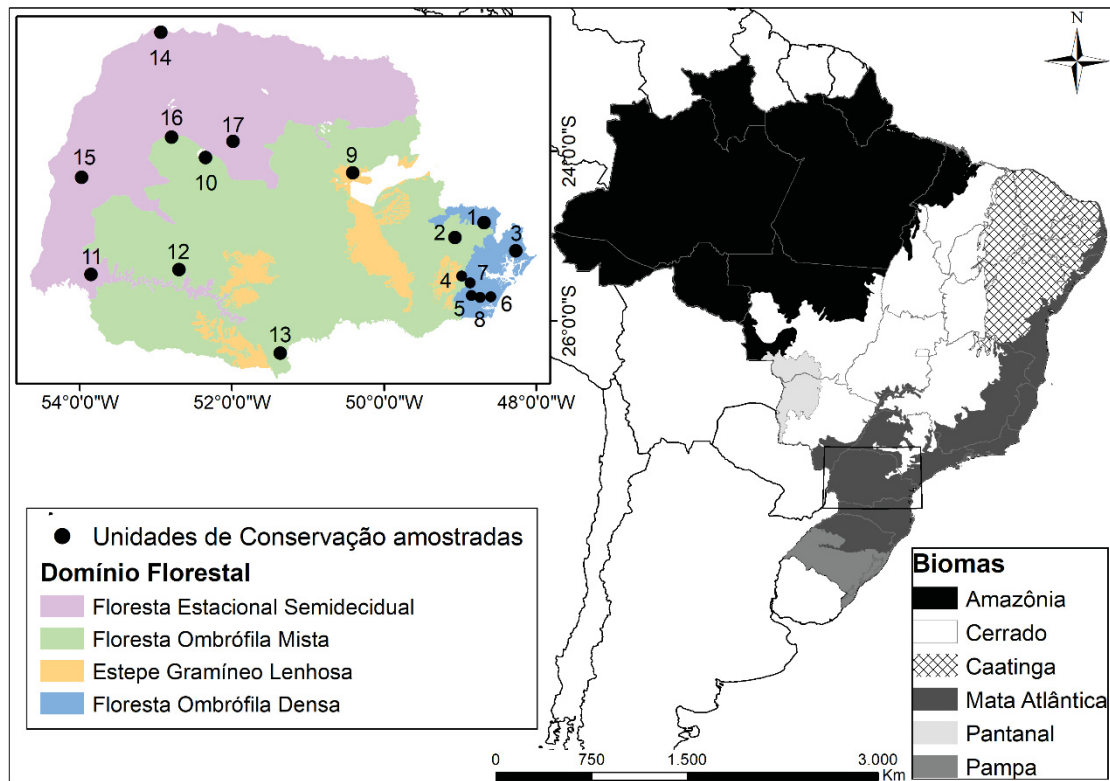 N
14
16
17
15
10
9
1
2
3
11
12
4
7
5
8
6
13
24°0'0"S
26°0'0"S
54°0'0"W
52°0'0"W
50°0'0"W
48°0'0"W
Unidades de Conservação amostradas
Domínio Florestal
Floresta Estacional Semidecidual
Floresta Ombrófila Mista
Estepe Gramíneo Lenhosa
Floresta Ombrófila Densa
Biomas
Amazônia
Cerrado
Caatinga
Mata Atlântica
Pantanal
Pampa
0 750 1.500 3.000
Km